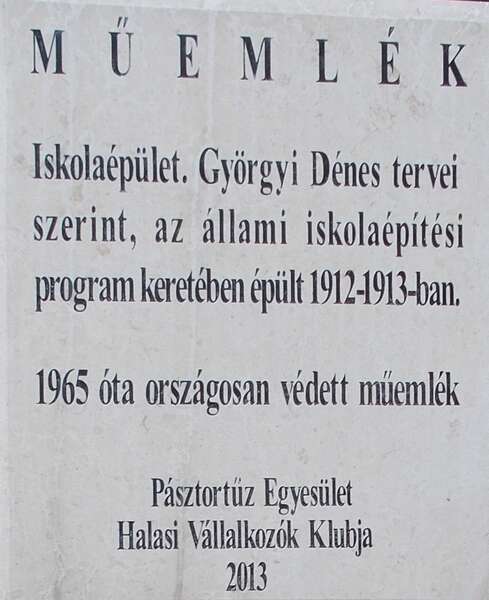 MŰEMLÉK
Iskolaépület. Györgyi Dénes tervei
szerint, az állami iskolaépítési
program keretében épült 1912-1913-ban.
1965 óta országosan védett műemlék
Pásztortűz Egyesület
Halasi Vállalkozók Klubja
2013